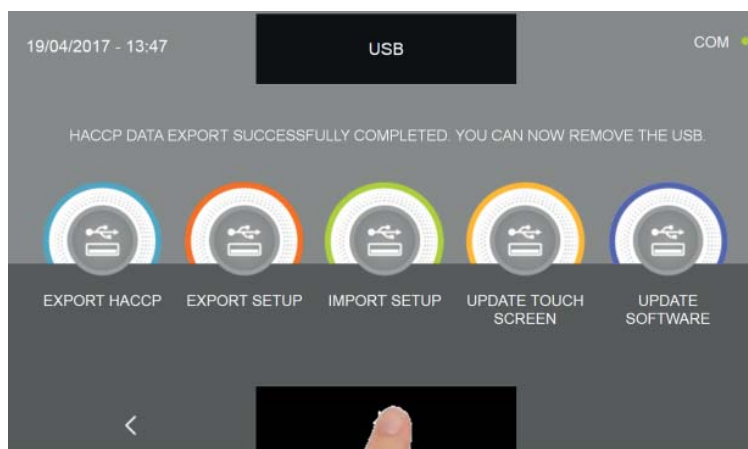 19/04/2017 - 13:47
USB
COM
HACCP DATA EXPORT SUCCESSFULLY COMPLETED. YOU CAN NOW REMOVE THE USB.
EXPORT HACCP
EXPORT SETUP
IMPORT SETUP
UPDATE TOUCH
SCREEN
UPDATE
SOFTWARE